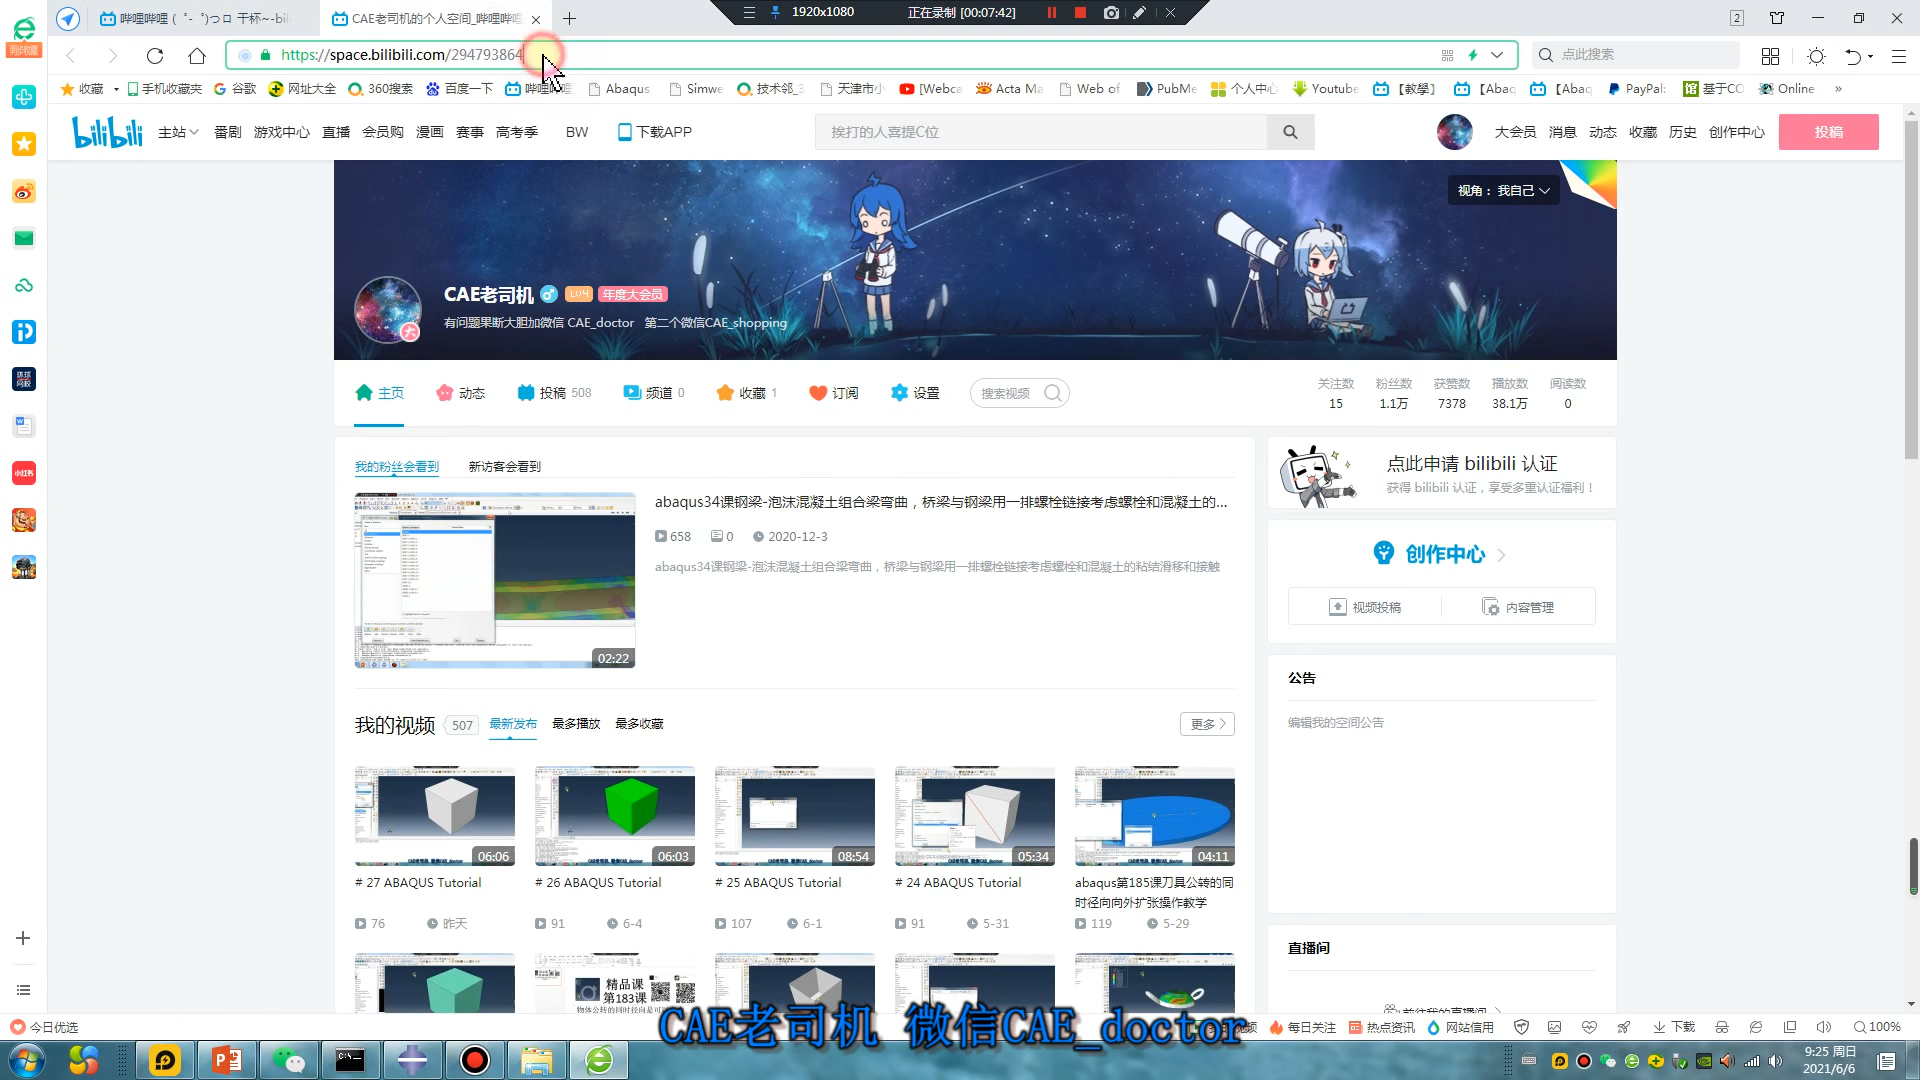 哔哩哔哩 (゜-゜)つロ 干杯~-bili
CAE老司机的个人空间_哔哩哔哩
1920x1080
正在录制 [00:07:42]
2
https://space.bilibili.com/294793864
点此搜索
收藏
手机收藏夹
谷歌
网址大全
360搜索
百度一下
Abaqus
Simwe
技术邻_
天津市
[Webca
Acta Ma
Web of
PubMe
个人中心
Youtube
【教學】
【Abaq
【Abaq
PayPal:
基于CO
Online
»
bilibili
主站
番剧
游戏中心
直播
会员购
漫画
赛事
高考季
BW
下载APP
挨打的人喜提C位
大会员
消息
动态
收藏
历史
创作中心
投稿
视角：我自己
CAE老司机
LV4
年度大会员
有问题果断大胆加微信 CAE_doctor 第二个微信CAE_shopping
主页
动态
投稿 508
频道 0
收藏 1
订阅
设置
搜索视频
关注数 粉丝数 获赞数 播放数 阅读数
15 1.1万 7378 38.1万 0
我的粉丝会看到
新访客会看到
abaqus34课钢梁-泡沫混凝土组合梁弯曲，桥梁与钢梁用一排螺栓链接考虑螺栓和混凝土的...
658 0 2020-12-3
abaqus34课钢梁-泡沫混凝土组合梁弯曲，桥梁与钢梁用一排螺栓链接考虑螺栓和混凝土的粘结滑移和接触
02:22
点此申请 bilibili 认证
获得 bilibili 认证，享受多重认证福利！
创作中心
视频投稿
内容管理
公告
编辑我的空间公告
我的视频 507
最新发布
最多播放
最多收藏
更多
06:06
06:03
08:54
05:34
04:11
# 27 ABAQUS Tutorial
# 26 ABAQUS Tutorial
# 25 ABAQUS Tutorial
# 24 ABAQUS Tutorial
abaqus第185课刀具公转的同
时径向向外扩张操作教学
76 昨天
91 6-4
107 6-1
91 5-31
119 5-29
精品课
第183课
直播间
CAE老司机 微信CAE_doctor
今日优选
每日关注
热点资讯
网站信用
下载
100%
9:25 周日
2021/6/6